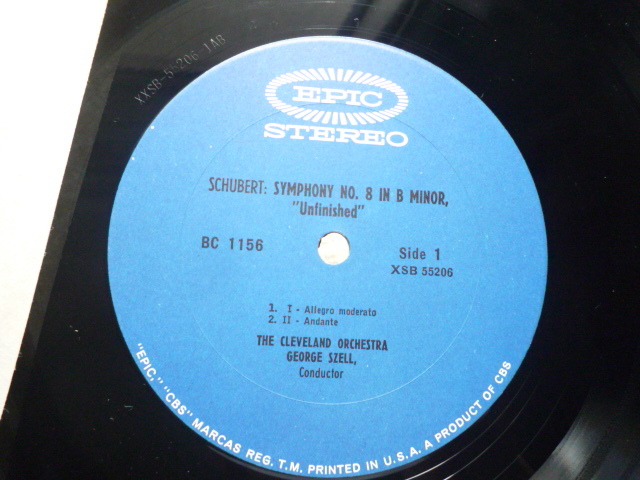 XXSB-55206 1AB
EPIC
STEREO
SCHUBERT: SYMPHONY NO. 8 IN B MINOR,
"Unfinished"
BC 1156
Side 1
XSB 55206
1. I - Allegro moderato
2. II - Andante
THE CLEVELAND ORCHESTRA
GEORGE SZELL,
Conductor
"EPIC," "CBS" MARCAS REG. T.M. PRINTED IN U.S.A. A PRODUCT OF CBS